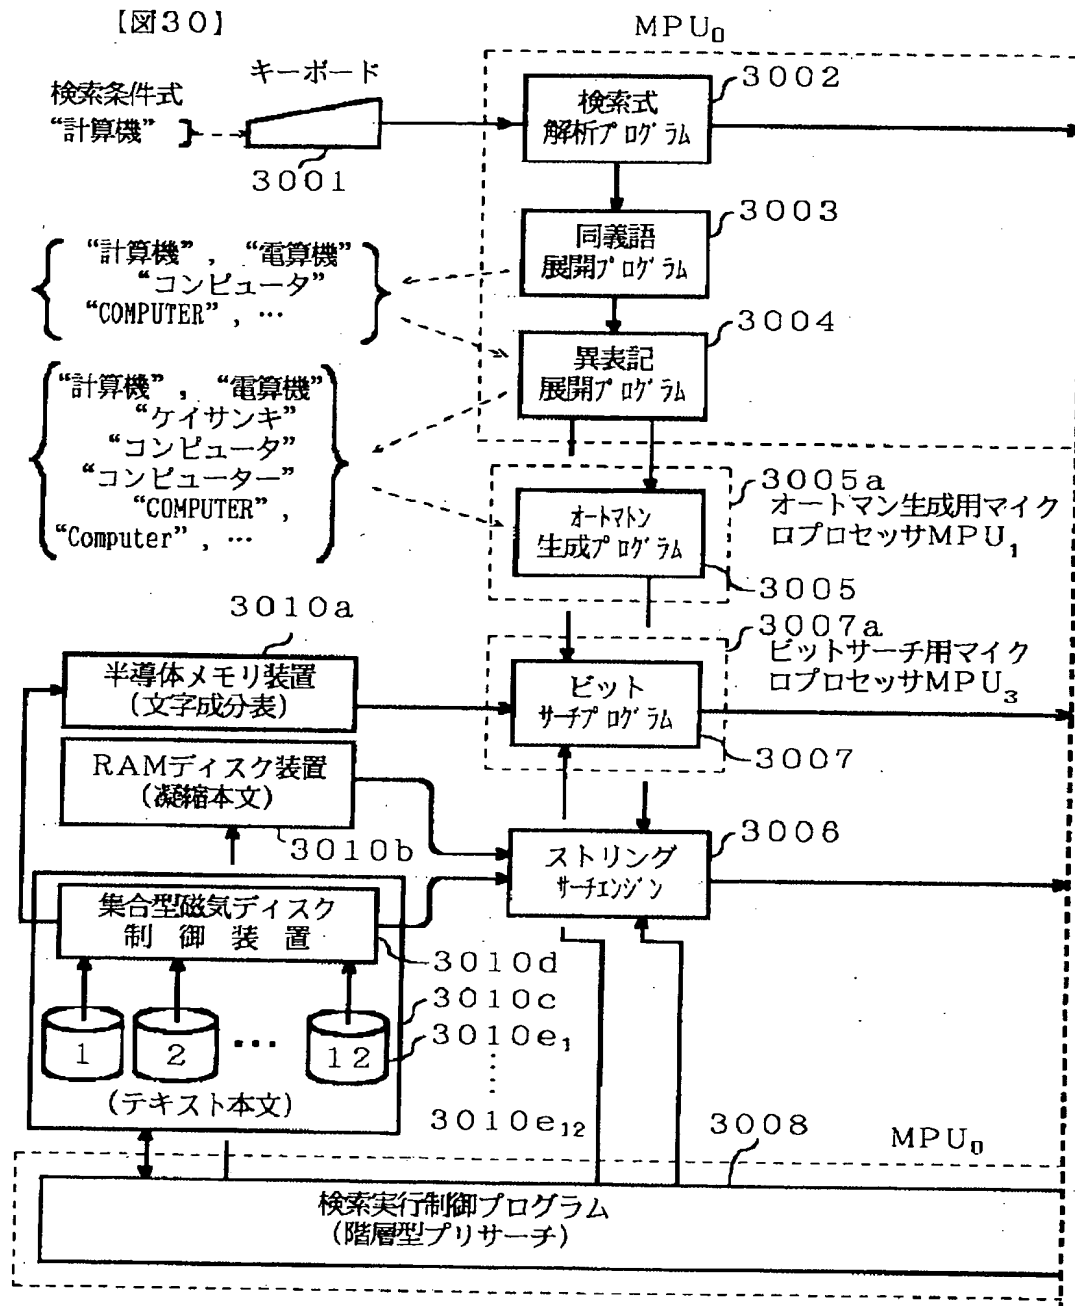 【図30】
MPU₀
検索条件式
“計算機”
キーボード
3001
3002
検索式
解析プログラム
3003
同義語
展開プログラム
“計算機”, “電算機”
“コンピュータ”
“COMPUTER”, …
3004
異表記
展開プログラム
“計算機”, “電算機”
“ケイサンキ”
“コンピュータ”
“コンピューター”
“COMPUTER”,
“Computer”, …
3005a
オートマン生成用マイク
ロプロセッサMPU₁
オートマトン
生成プログラム
3005
3010a
半導体メモリ装置
(文字成分表)
3007a
ビットサーチ用マイク
ロプロセッサMPU₃
ビット
サーチプログラム
3007
RAMディスク装置
(凝縮本文)
3010b
3006
ストリング
サーチエンジン
集合型磁気ディスク
制御装置
3010d
3010c
3010e₁
1
2
…
12
(テキスト本文)
3010e₁₂
3008
MPU₀
検索実行制御プログラム
(階層型プリサーチ)